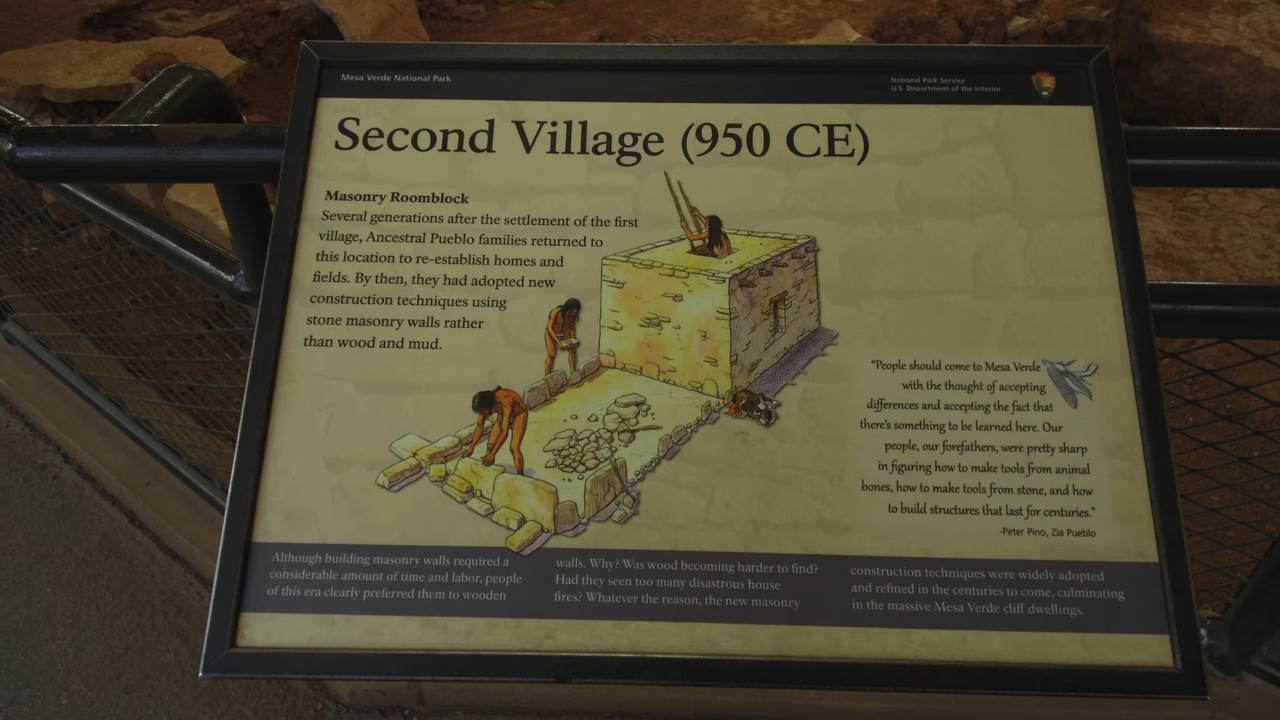 Mesa Verde National Park
National Park Service
U.S. Department of the Interior
Second Village (950 CE)
Masonry Roomblock
Several generations after the settlement of the first
village, Ancestral Pueblo families returned to
this location to re-establish homes and
fields. By then, they had adopted new
construction techniques using
stone masonry walls rather
than wood and mud.
“People should come to Mesa Verde
with the thought of accepting
differences and accepting the fact that
there's something to be learned here. Our
people, our forefathers, were pretty sharp
in figuring how to make tools from animal
bones, how to make tools from stone, and how
to build structures that last for centuries.”
-Peter Pino, Zia Pueblo
Although building masonry walls required a
considerable amount of time and labor, people
of this era clearly preferred them to wooden
walls. Why? Was wood becoming harder to find?
Had they seen too many disastrous house
fires? Whatever the reason, the new masonry
construction techniques were widely adopted
and refined in the centuries to come, culminating
in the massive Mesa Verde cliff dwellings.